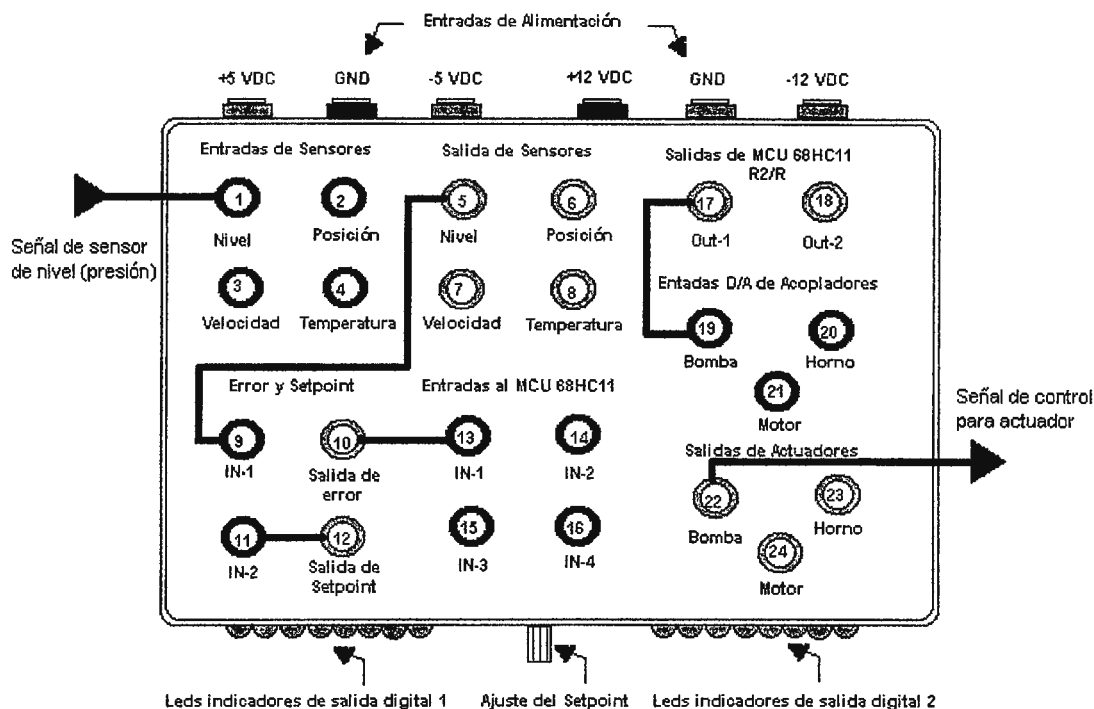 Entradas de Alimentación
+5 VDC GND -5 VDC +12 VDC GND -12 VDC
Entradas de Sensores
1 2
Nivel Posición
3 4
Velocidad Temperatura
Salida de Sensores
5 6
Nivel Posición
7 8
Velocidad Temperatura
Salidas de MCU 68HC11
R2/R
17 18
Out-1 Out-2
Señal de sensor
de nivel (presión)
Entadas D/A de Acopladores
19 20
Bomba Horno
21
Motor
Error y Setpoint
9 10
IN-1 Salida de
error
11 12
IN-2 Salida de
Setpoint
Entradas al MCU 68HC11
13 14
IN-1 IN-2
15 16
IN-3 IN-4
Salidas de Actuadores
22 23
Bomba Horno
24
Motor
Señal de control
para actuador
Leds indicadores de salida digital 1 Ajuste del Setpoint Leds indicadores de salida digital 2